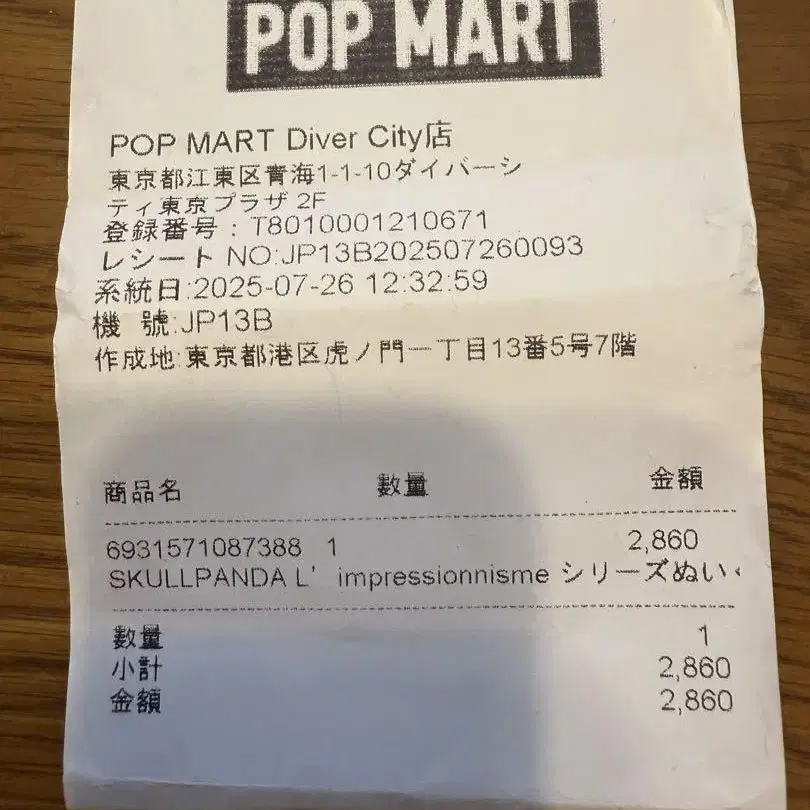 POP MART
POP MART Diver City店
東京都江東区青海1-1-10ダイバーシ
ティ東京プラザ 2F
登録番号：T8010001210671
レシート NO:JP13B202507260093
系統日:2025-07-26 12:32:59
機 號:JP13B
作成地:東京都港区虎ノ門一丁目13番5号7階
商品名 數量 金額
6931571087388 1 2,860
SKULLPANDA L' impressionnisme シリーズぬい
數量 1
小計 2,860
金額 2,860